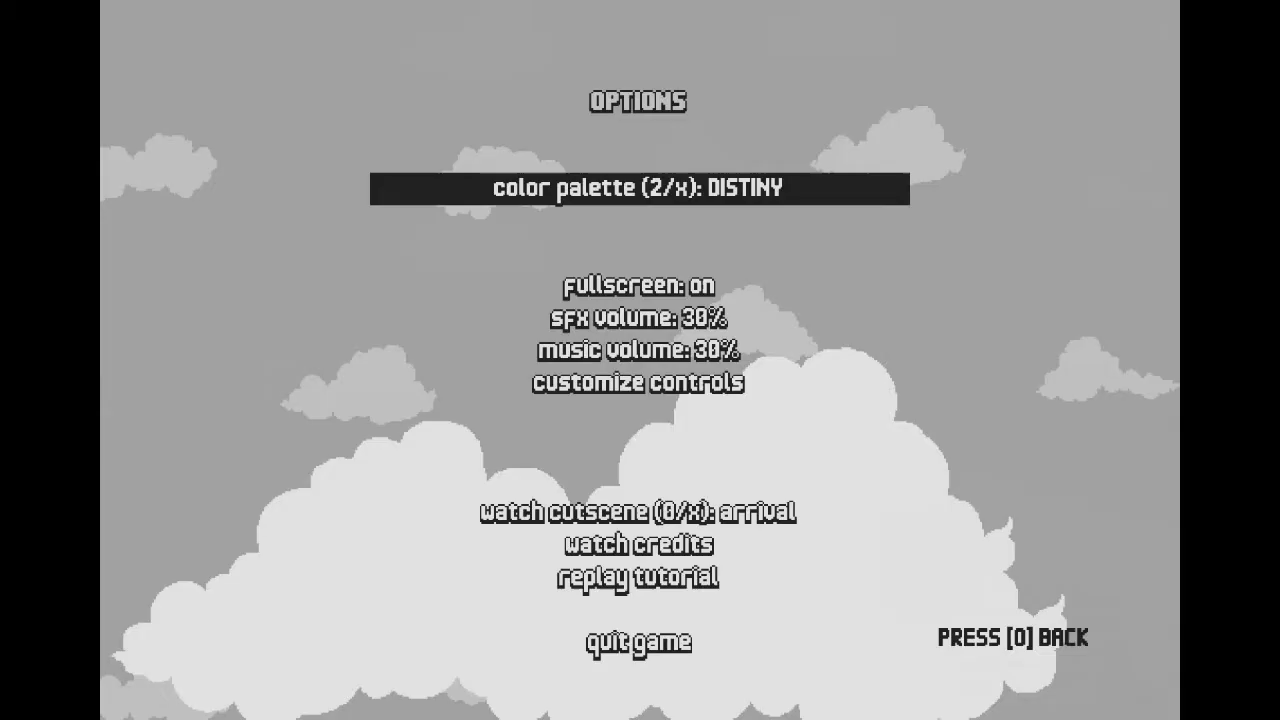 OPTIONS
color palette (2/x): DISTINY
fullscreen: on
sfx volume: 30%
music volume: 30%
customize controls
watch cutscene (0/x): arrival
watch credits
replay tutorial
quit game
PRESS [O] BACK